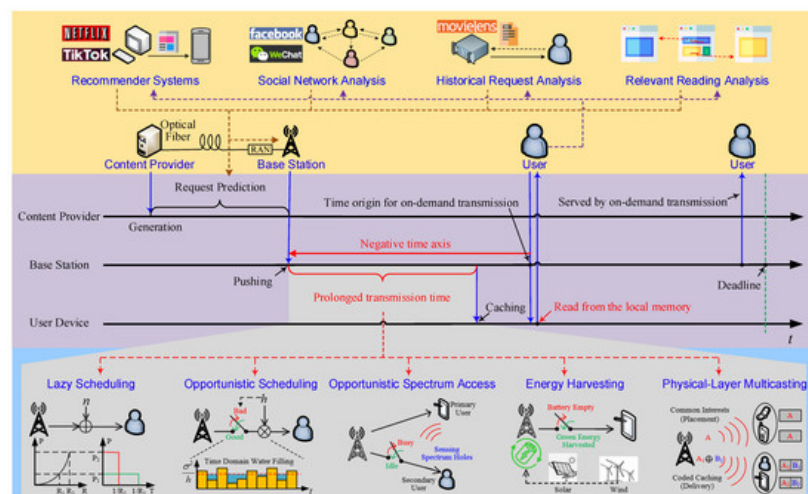 NETFLIX
TikTok
facebook
WeChat
movielens
Recommender Systems
Social Network Analysis
Historical Request Analysis
Relevant Reading Analysis
Optical
Fiber
RAN
Content Provider
Base Station
User
User
Request Prediction
Time origin for on-demand transmission
Served by on-demand transmission
Content Provider
Generation
Negative time axis
Base Station
Pushing
Deadline
Prolonged transmission time
Caching
User Device
Read from the local memory
t
Lazy Scheduling
Opportunistic Scheduling
Opportunistic Spectrum Access
Energy Harvesting
Physical-Layer Multicasting
n
Bad
h
Good
Time Domain Water Filling
Primary
User
Busy
Idle
Sensing
Spectrum Holes
Secondary
User
Battery Empty
Green Energy
Harvested
Solar
Wind
Common Interests
(Placement)
A
A
A
Coded Caching
(Delivery)